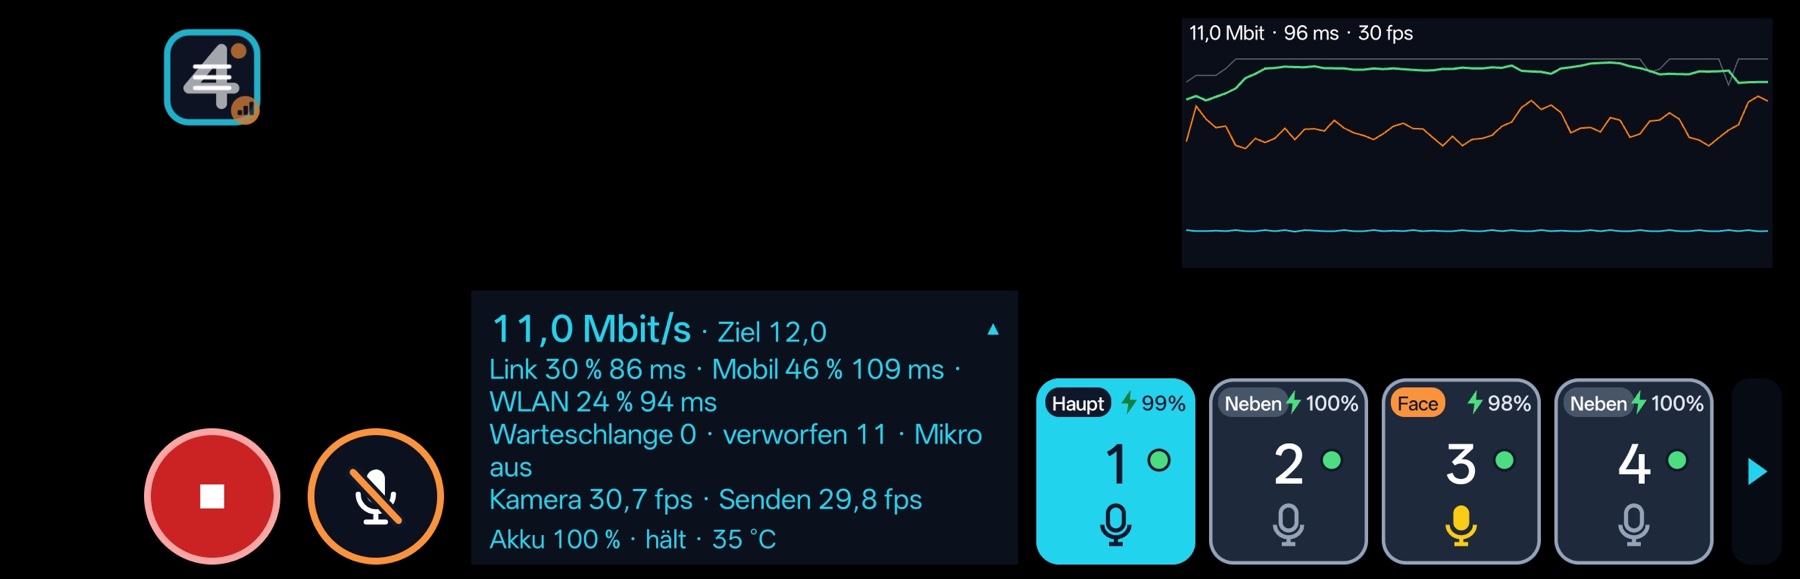 4
11,0 Mbit · 96 ms · 30 fps
11,0 Mbit/s · Ziel 12,0 ▲
Link 30 % 86 ms · Mobil 46 % 109 ms ·
WLAN 24 % 94 ms
Warteschlange 0 · verworfen 11 · Mikro
aus
Kamera 30,7 fps · Senden 29,8 fps
Akku 100 % · hält · 35 °C
Haupt 99%
1
Neben 100%
2
Face 98%
3
Neben 100%
4